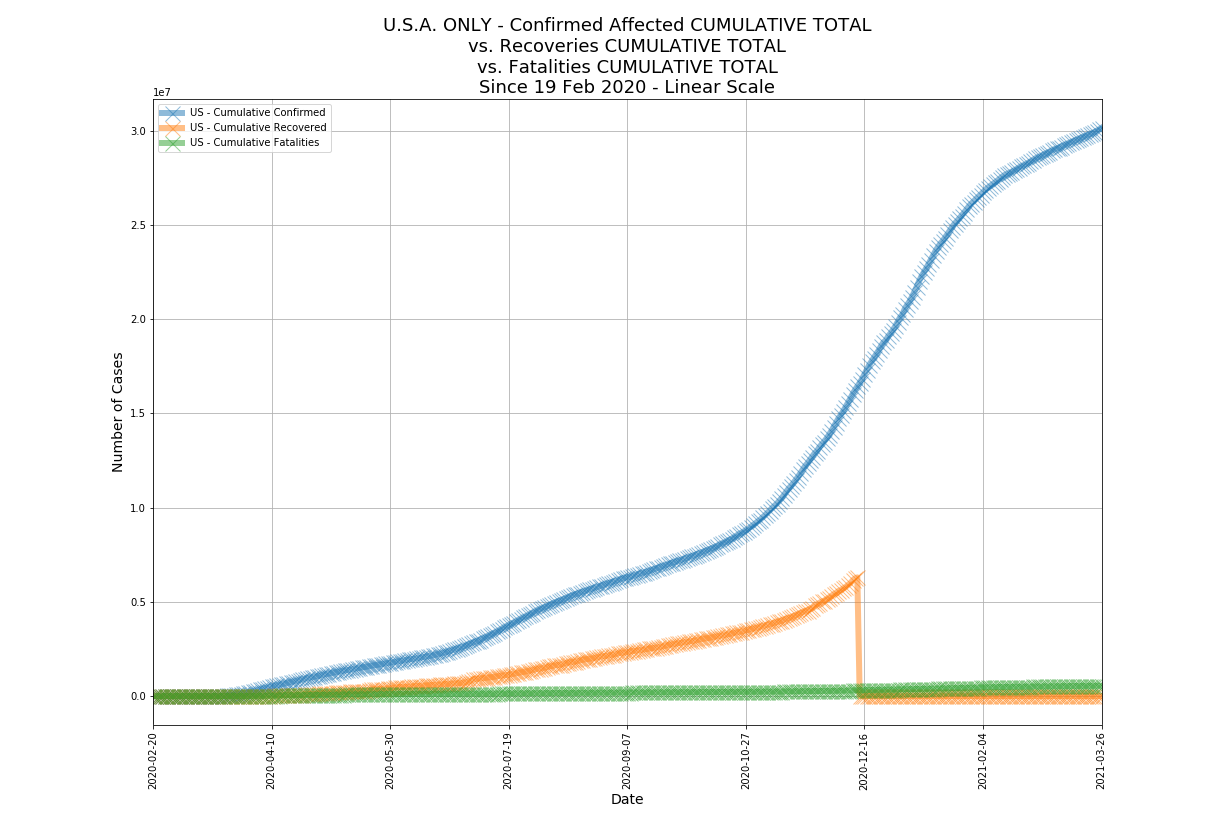 U.S.A. ONLY - Confirmed Affected CUMULATIVE TOTAL
vs. Recoveries CUMULATIVE TOTAL
vs. Fatalities CUMULATIVE TOTAL
Since 19 Feb 2020 - Linear Scale
1e7
US - Cumulative Confirmed
US - Cumulative Recovered
US - Cumulative Fatalities
3.0
2.5
2.0
1.5
1.0
0.5
0.0
Number of Cases
2020-02-20
2020-04-10
2020-05-30
2020-07-19
2020-09-07
2020-10-27
2020-12-16
2021-02-04
2021-03-26
Date